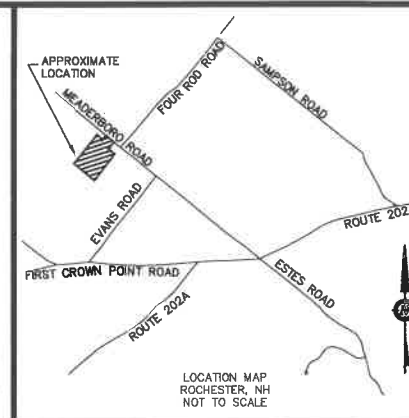 APPROXIMATE
LOCATION
MEADERBORO ROAD
FOUR ROD ROAD
SAMPSON ROAD
EVANS ROAD
ROUTE 202
FIRST CROWN POINT ROAD
ESTES ROAD
ROUTE 202A
LOCATION MAP
ROCHESTER, NH
NOT TO SCALE